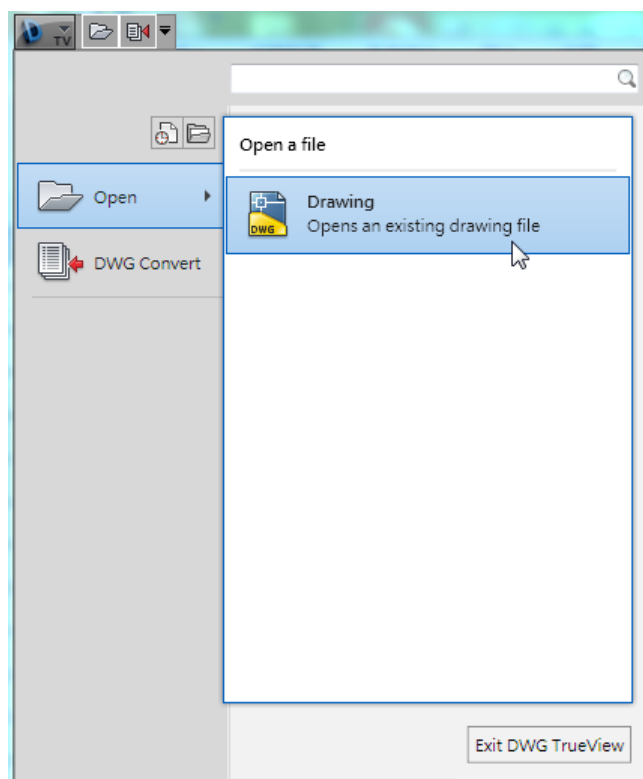 TV
Open a file
Open
Drawing
DWG
Opens an existing drawing file
DWG Convert
Exit DWG TrueView